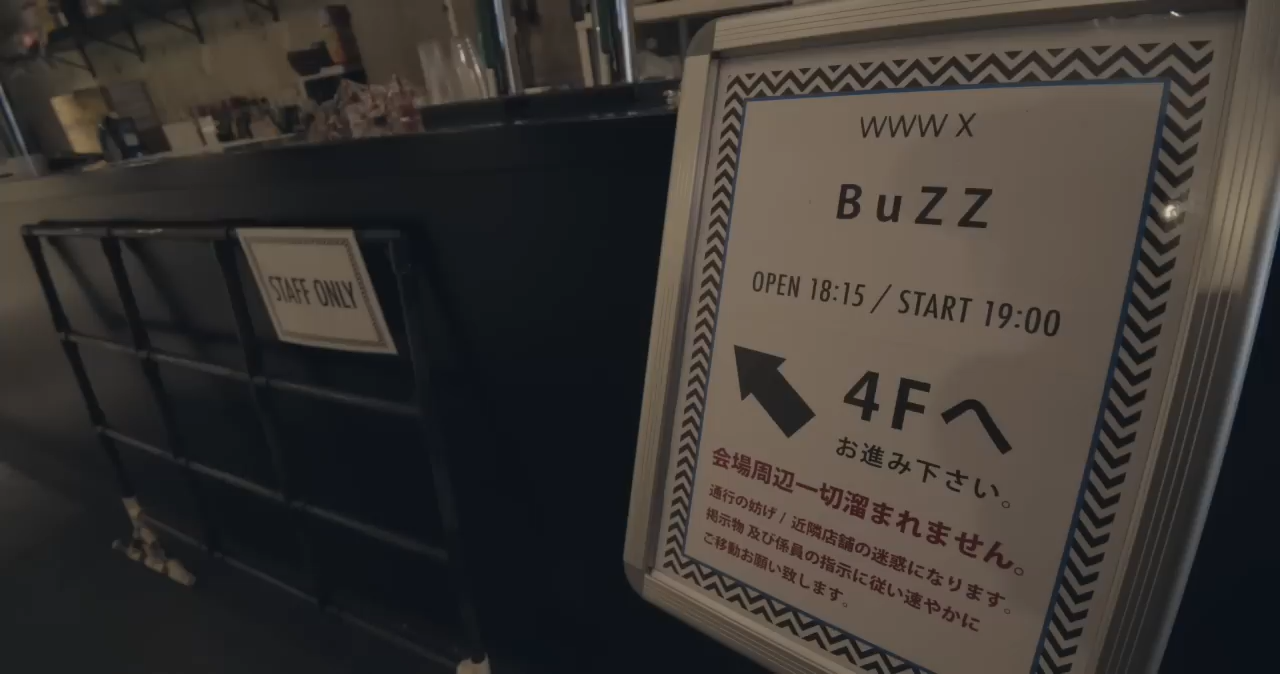 WWW X
BuZZ
OPEN 18:15 / START 19:00
4Fへ
お進み下さい。
会場周辺一切溜まれません。
通行の妨げ / 近隣店舗の迷惑になります。
掲示物 及び係員の指示に従い速やかに
ご移動お願い致します。
STAFF ONLY